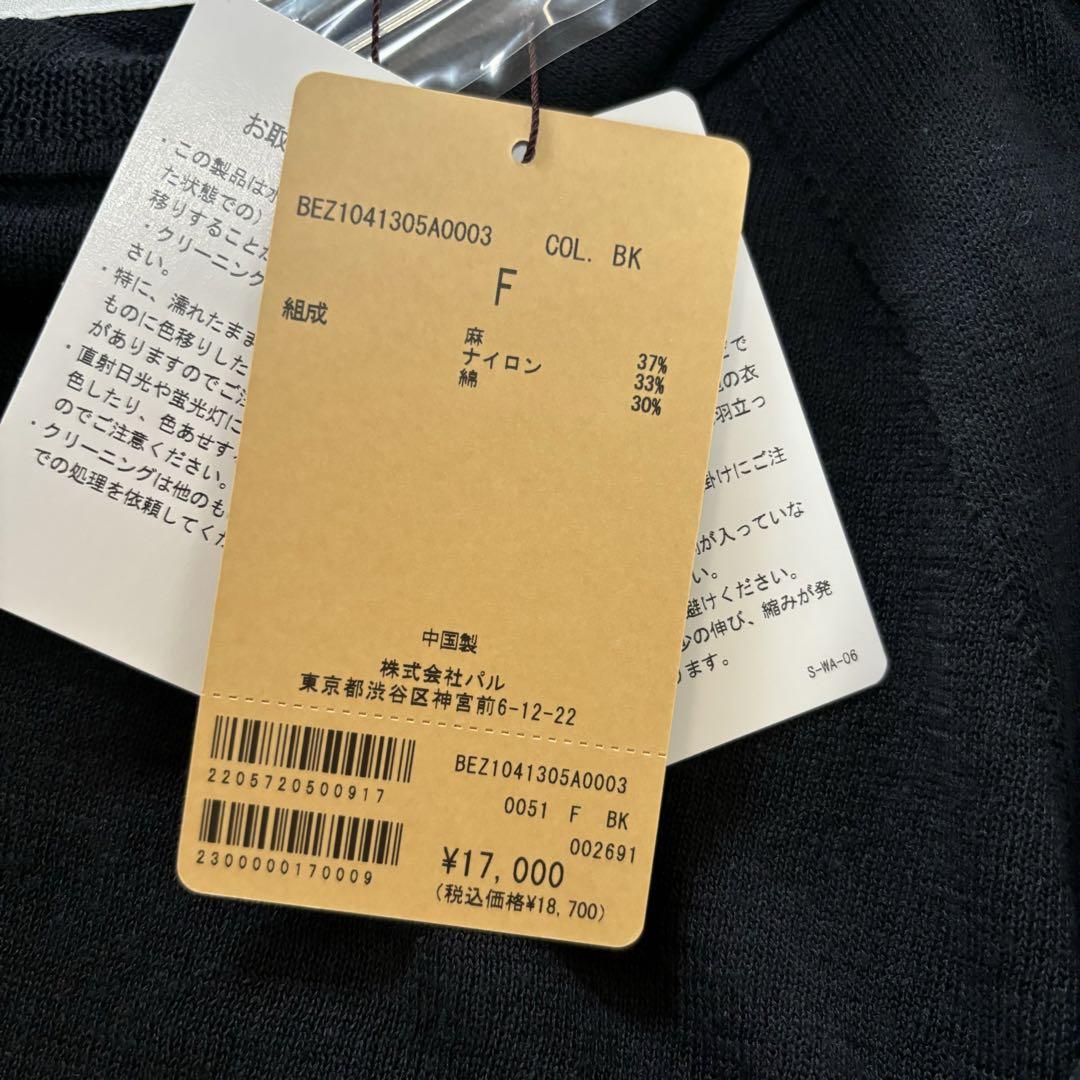 お取
・この製品は水
た状態での)
移りすることが
・クリーニング
さい。
・特に、濡れたまま
ものに色移りした
がありますのでご注
・直射日光や蛍光灯に
色したり、色あせす
のでご注意ください。
・クリーニングは他のも
での処理を依頼してくだ
BEZ1041305A0003 COL. BK
F
組成
麻 37%
ナイロン 33%
綿 30%
中国製
株式会社パル
東京都渋谷区神宮前6-12-22
2205720500917
2300000170009
BEZ1041305A0003
0051 F BK
002691
¥17,000
(税込価格¥18,700)
で
の衣
羽立っ
掛けにご注
が入っていな
い。
避けください。
少の伸び、縮みが発
ます。
S-WA-06